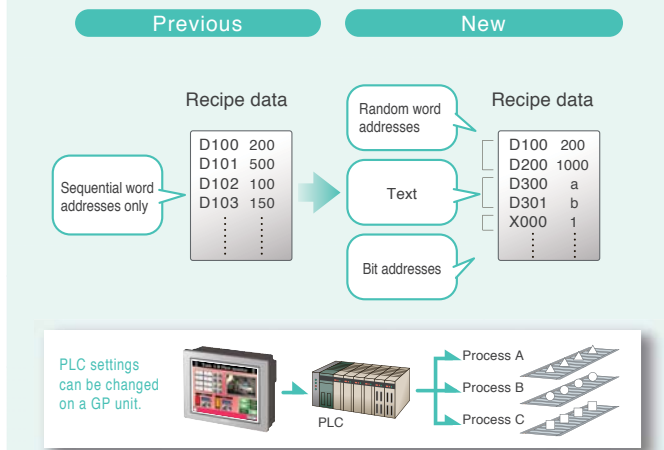 Previous
New
Recipe data
D100 200
D101 500
D102 100
D103 150
Sequential word
addresses only
Recipe data
Random word
addresses
Text
Bit addresses
D100 200
D200 1000
D300 a
D301 b
X000 1
PLC settings
can be changed
on a GP unit.
PLC
Process A
Process B
Process C